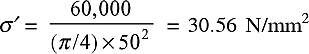 σ′ = 60,000 / ((π/4)×50²) = 30.56 N/mm²